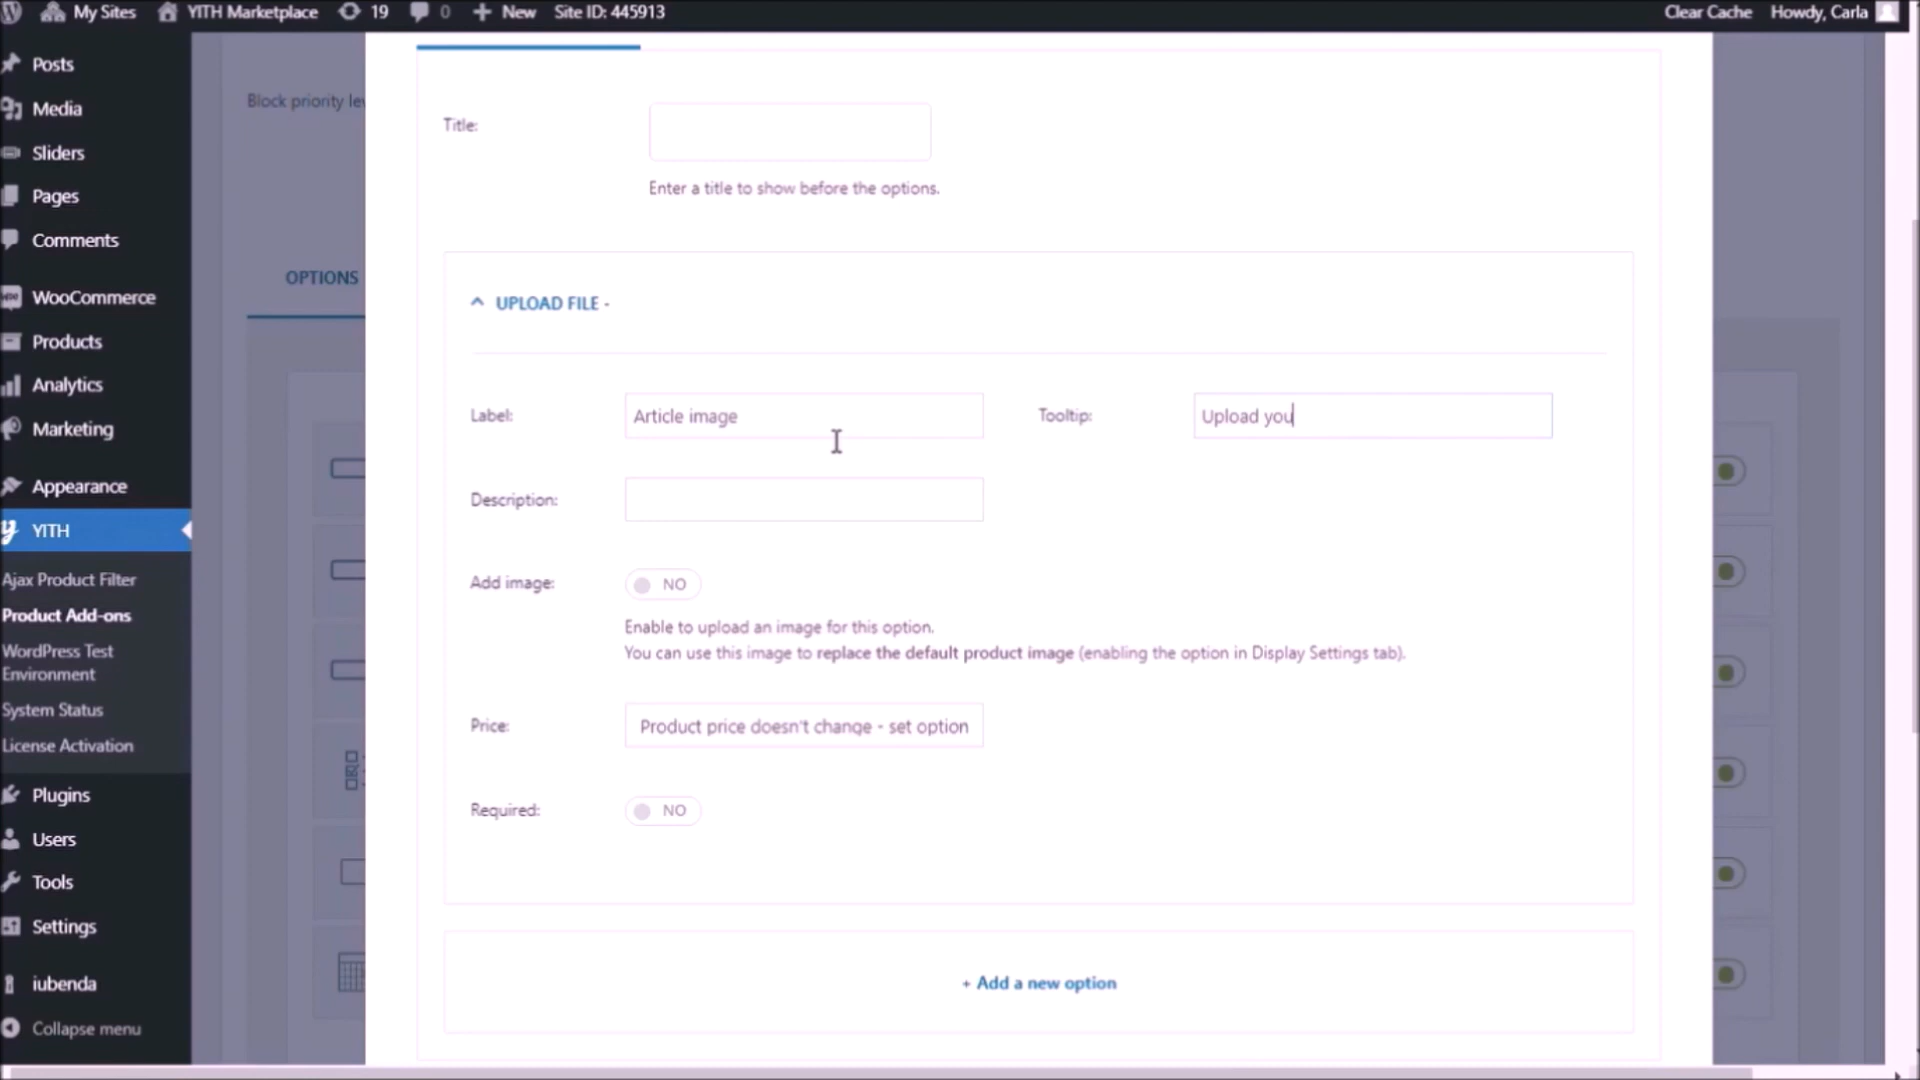 My Sites
YITH Marketplace
19
0
New
Site ID: 445913
Clear Cache
Howdy, Carla
Posts
Media
Sliders
Pages
Comments
WooCommerce
Products
Analytics
Marketing
Appearance
YITH
Ajax Product Filter
Product Add-ons
WordPress Test
Environment
System Status
License Activation
Plugins
Users
Tools
Settings
iubenda
Collapse menu
Block priority lev
OPTIONS
Title:
Enter a title to show before the options.
UPLOAD FILE -
Label:
Article image
Tooltip:
Upload you
Description:
Add image:
NO
Enable to upload an image for this option.
You can use this image to replace the default product image (enabling the option in Display Settings tab).
Price:
Product price doesn't change - set option
Required:
NO
+ Add a new option